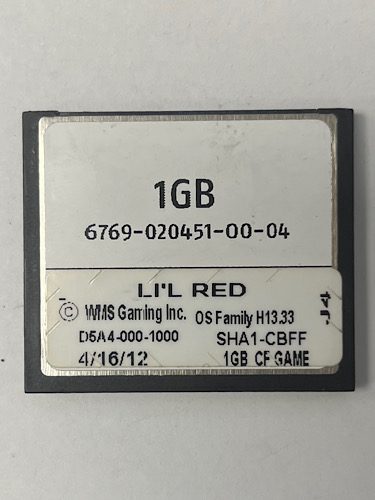 1GB
6769-020451-00-04
LI'L RED
© WMS Gaming Inc. OS Family H13.33
D5A4-000-1000 SHA1-CBFF
4/16/12 1GB CF GAME